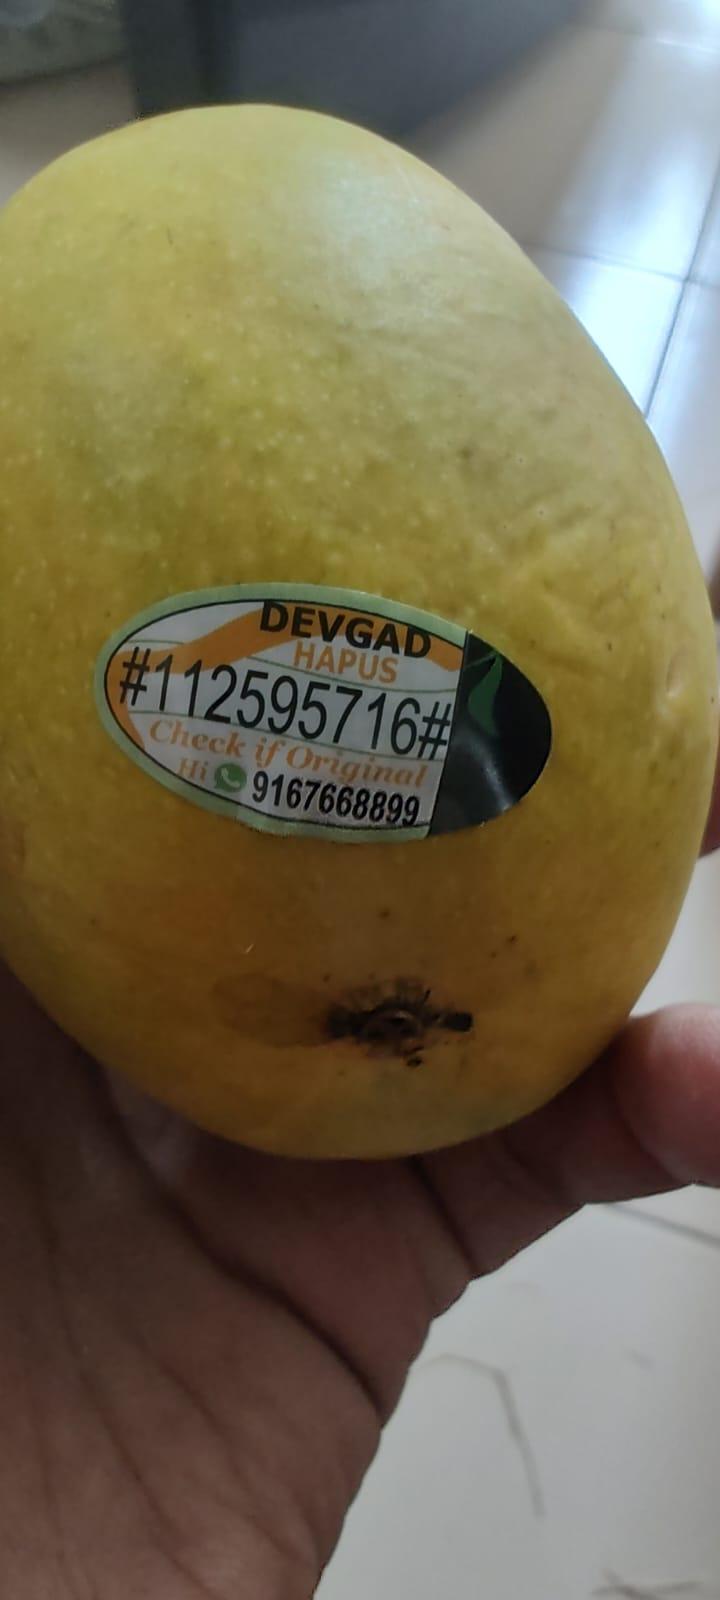 DEVGAD
HAPUS
#112595716#
Check if Original
Hi 9167668899